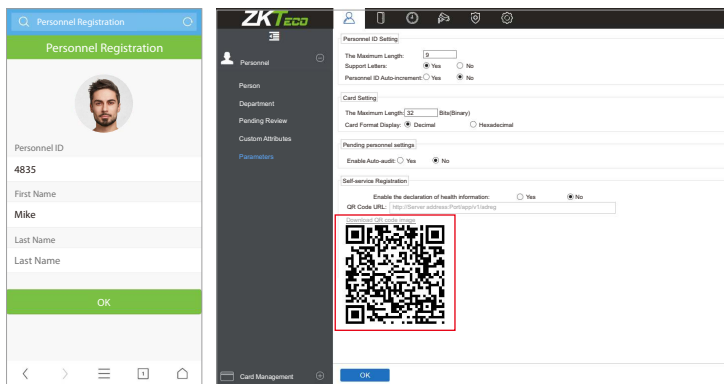 Personnel Registration
Personnel Registration
Personnel ID
4835
First Name
Mike
Last Name
Last Name
OK
1
ZKTeco
Personnel
Person
Department
Pending Review
Custom Attributes
Parameters
Card Management
Personnel ID Setting
The Maximum Length: 9
Support Letters: Yes No
Personnel ID Auto-increment: Yes No
Card Setting
The Maximum Length: 32 Bits(Binary)
Card Format Display: Decimal Hexadecimal
Pending personnel settings
Enable Auto-audit: Yes No
Self-service Registration
Enable the declaration of health information: Yes No
QR Code URL: http://Server address:Port/app/v1/adreg
Download QR code image
OK